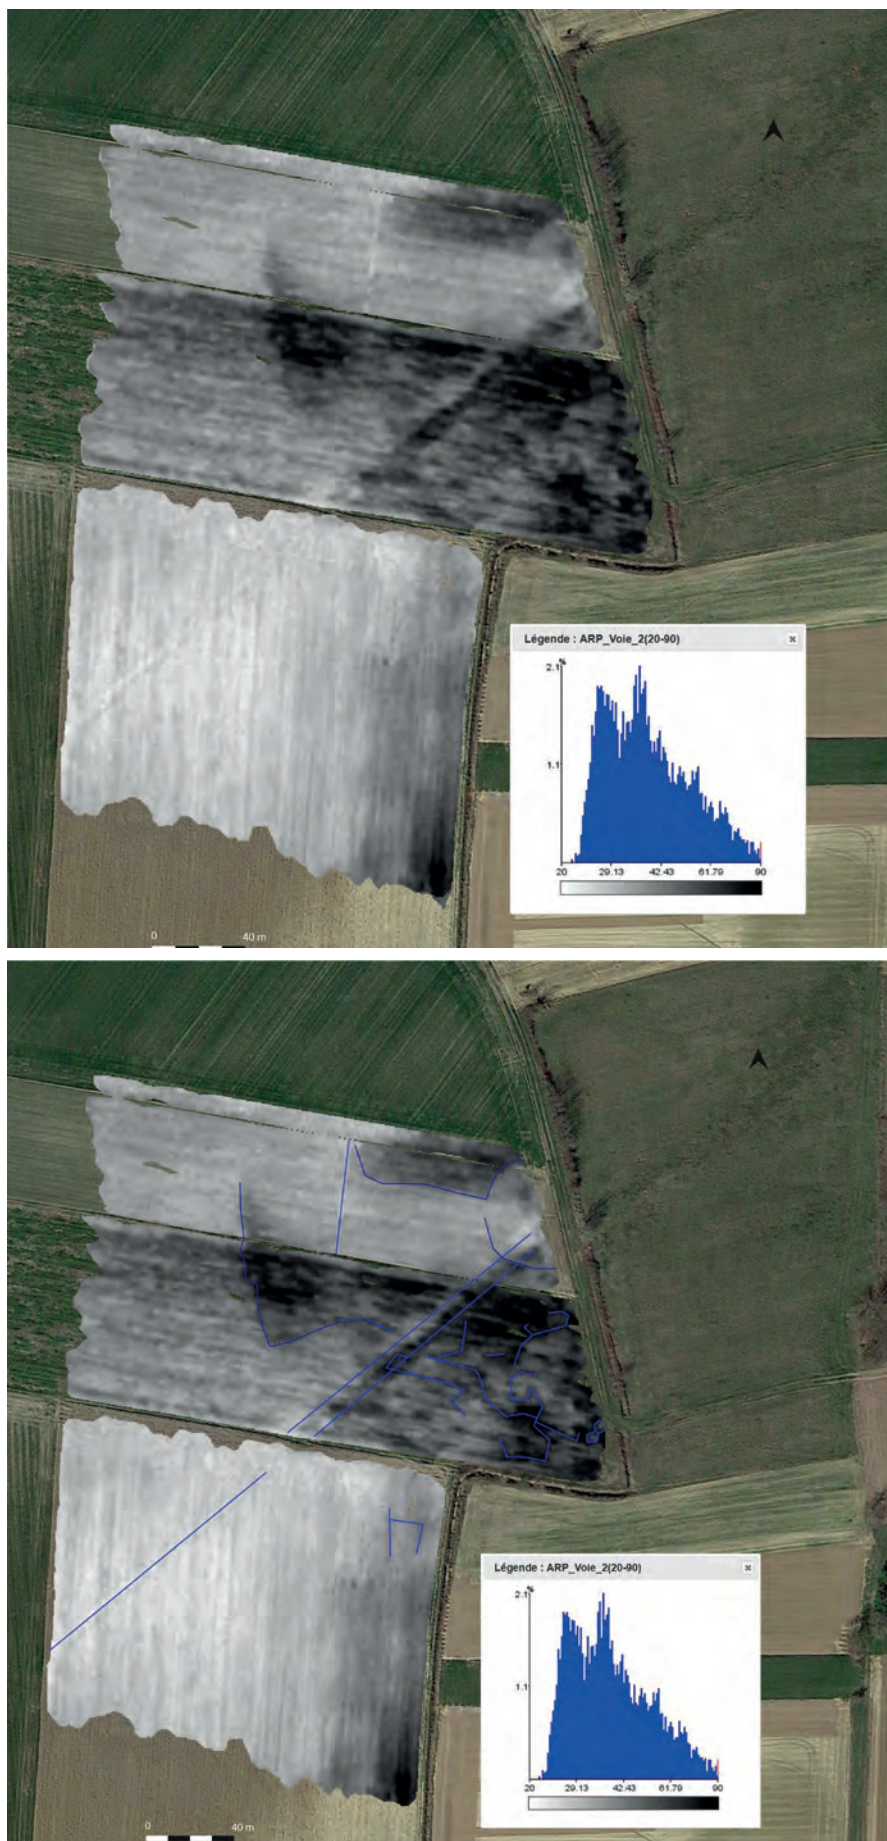 Légende : ARP_Voie_2(20-90)
2.1
%
1.1
20 29.13 42.43 61.79 90
0 40 m
Légende : ARP_Voie_2(20-90)
2.1
%
1.1
20 29.13 42.43 61.79 90
0 40 m